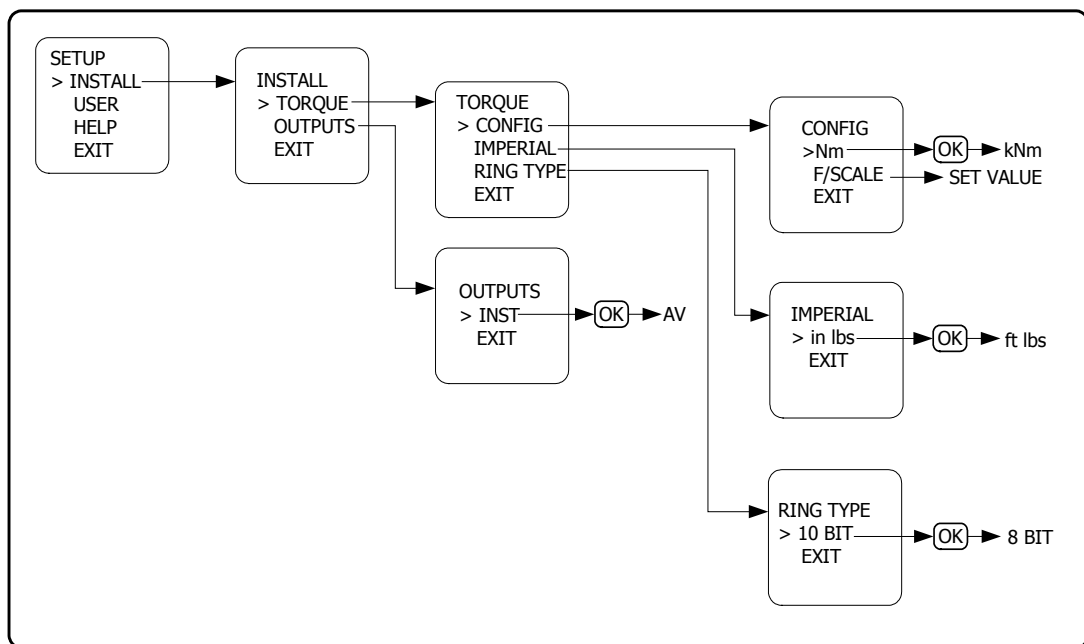 SETUP
> INSTALL
USER
HELP
EXIT
INSTALL
> TORQUE
OUTPUTS
EXIT
TORQUE
> CONFIG
IMPERIAL
RING TYPE
EXIT
CONFIG
>Nm
F/SCALE
EXIT
OK
kNm
SET VALUE
OUTPUTS
> INST
EXIT
OK
AV
IMPERIAL
> in lbs
EXIT
OK
ft lbs
RING TYPE
> 10 BIT
EXIT
OK
8 BIT